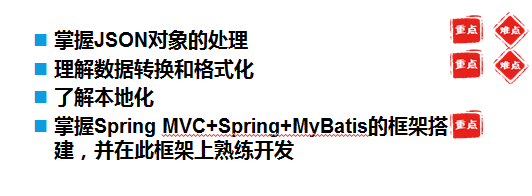 掌握JSON对象的处理 重点 难点
理解数据转换和格式化 重点 难点
了解本地化
掌握Spring MVC+Spring+MyBatis的框架搭 重点
建，并在此框架上熟练开发